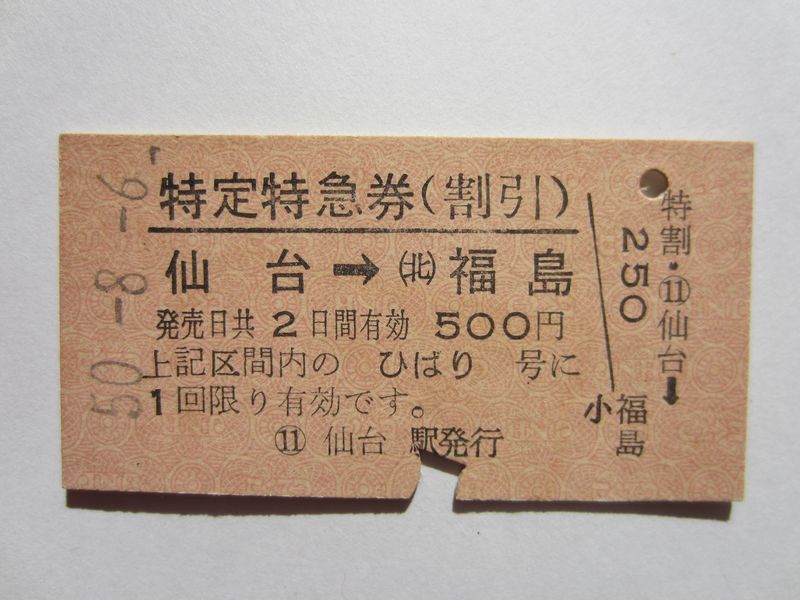 50.-8.-6
特定特急券(割引)
仙台➡㋭福島
発売日共2日間有効 500円
上記区間内の ひばり 号に
1回限り有効です。
⑪ 仙台 駅発行
特割・⑪仙台➡
250
小
福島